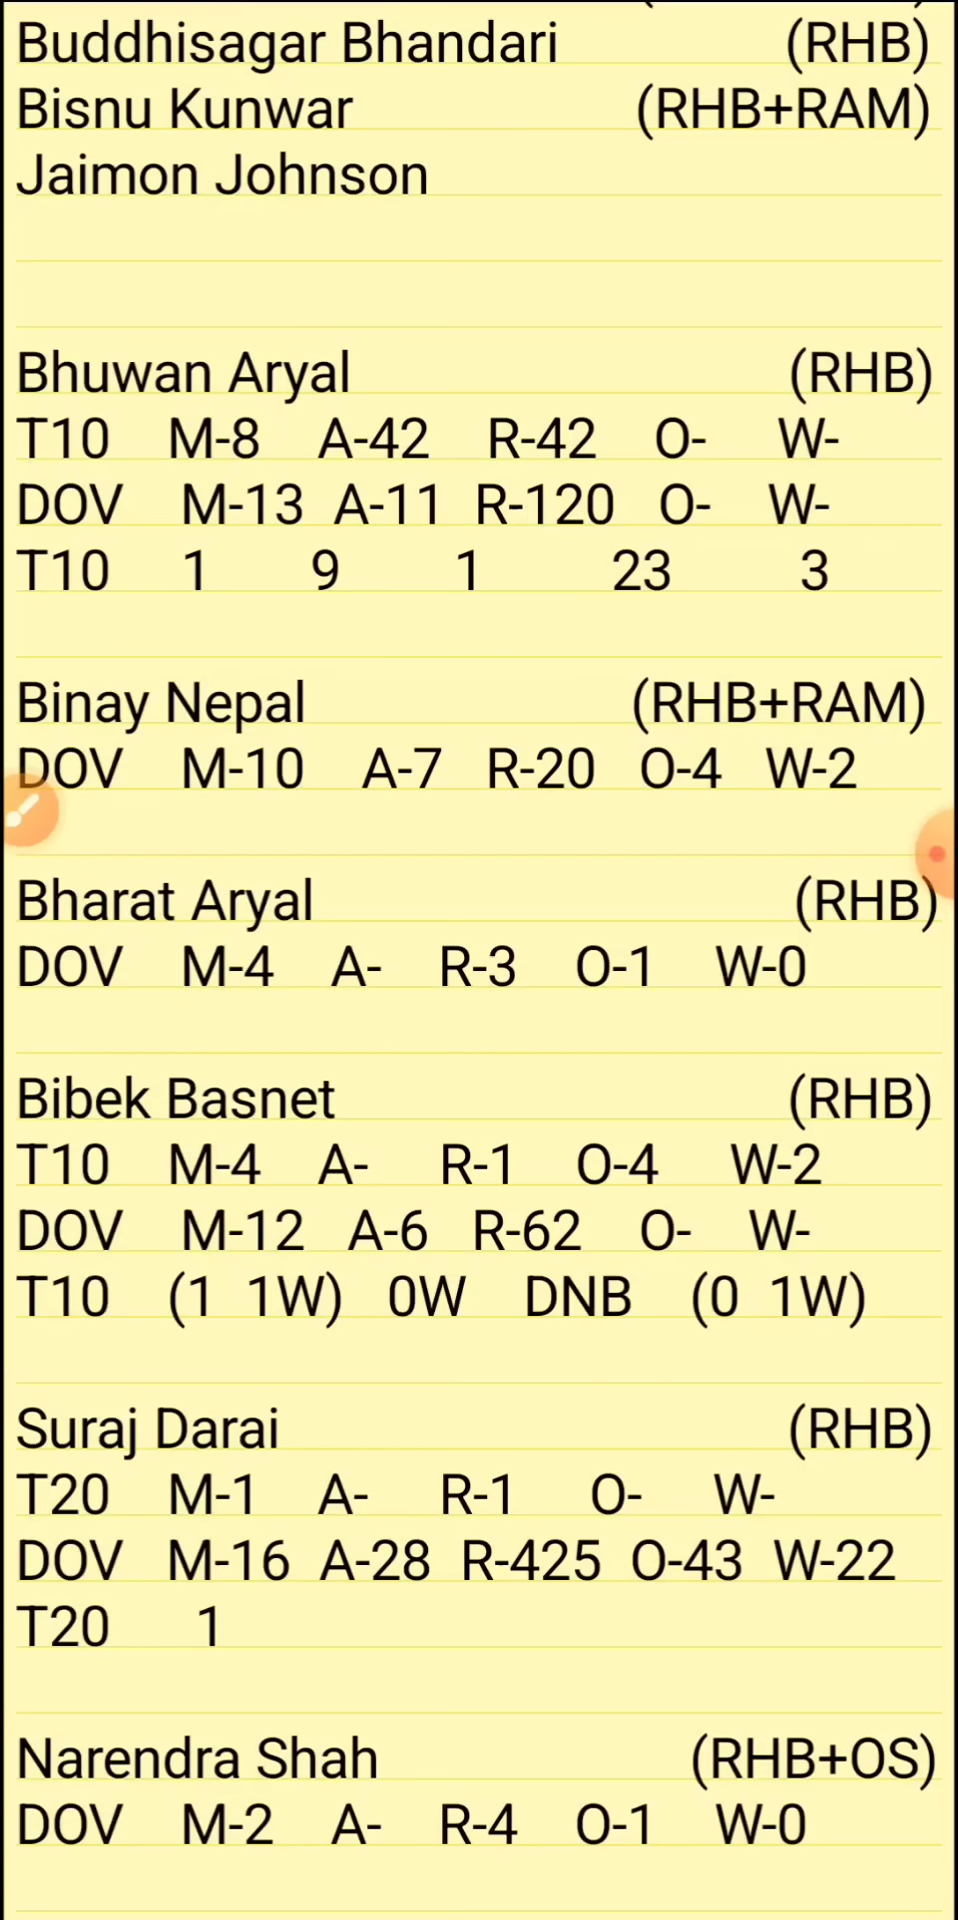 Buddhisagar Bhandari (RHB)
Bisnu Kunwar (RHB+RAM)
Jaimon Johnson
Bhuwan Aryal (RHB)
T10 M-8 A-42 R-42 O- W-
DOV M-13 A-11 R-120 O- W-
T10 1 9 1 23 3
Binay Nepal (RHB+RAM)
DOV M-10 A-7 R-20 O-4 W-2
Bharat Aryal (RHB)
DOV M-4 A- R-3 O-1 W-0
Bibek Basnet (RHB)
T10 M-4 A- R-1 O-4 W-2
DOV M-12 A-6 R-62 O- W-
T10 (1 1W) 0W DNB (0 1W)
Suraj Darai (RHB)
T20 M-1 A- R-1 O- W-
DOV M-16 A-28 R-425 O-43 W-22
T20 1
Narendra Shah (RHB+OS)
DOV M-2 A- R-4 O-1 W-0